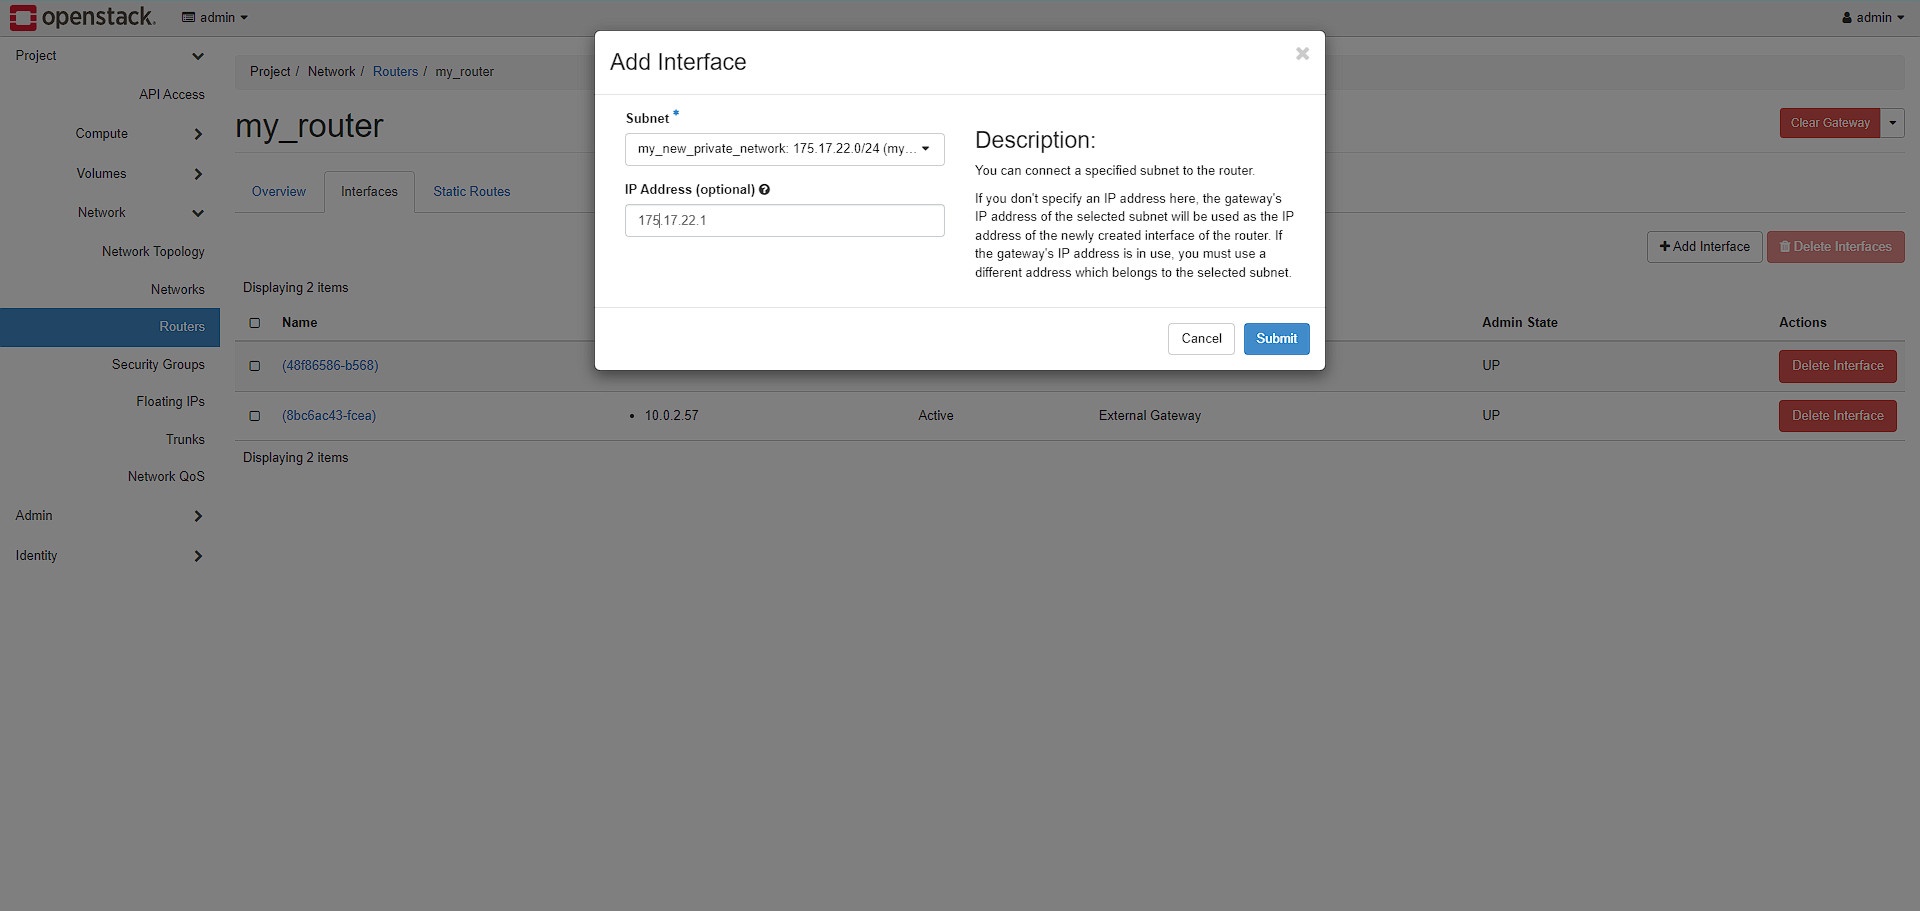 openstack. admin admin
Project
API Access
Compute
Volumes
Network
Network Topology
Networks
Routers
Security Groups
Floating IPs
Trunks
Network QoS
Admin
Identity
Project / Network / Routers / my_router
my_router
Clear Gateway
Overview Interfaces Static Routes
Add Interface Delete Interfaces
Displaying 2 items
Name Admin State Actions
(48f86586-b568) UP Delete Interface
(8bc6ac43-fcea) • 10.0.2.57 Active External Gateway UP Delete Interface
Displaying 2 items
Add Interface ×
Subnet *
my_new_private_network: 175.17.22.0/24 (my...
IP Address (optional)
175.17.22.1
Description:
You can connect a specified subnet to the router.
If you don't specify an IP address here, the gateway's
IP address of the selected subnet will be used as the IP
address of the newly created interface of the router. If
the gateway's IP address is in use, you must use a
different address which belongs to the selected subnet.
Cancel Submit